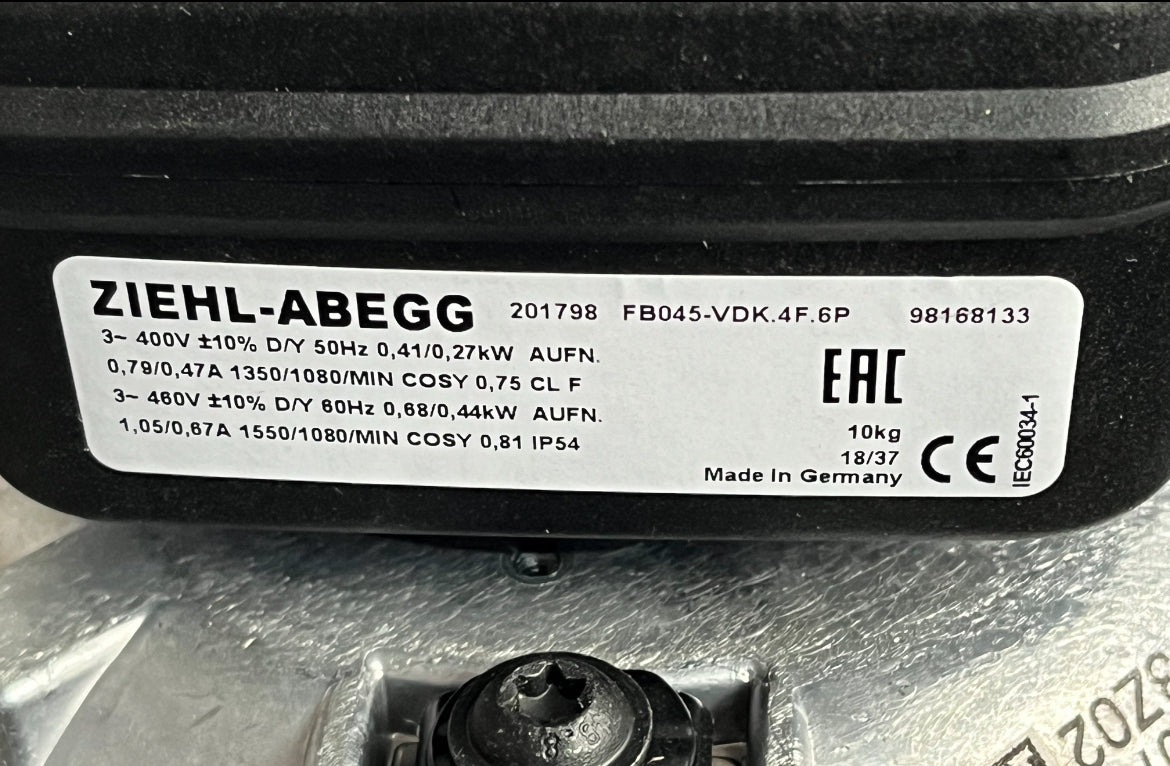 ZIEHL-ABEGG 201798 FB045-VDK.4F.6P 98168133
3~ 400V ±10% D/Y 50Hz 0,41/0,27kW AUFN.
0,79/0,47A 1350/1080/MIN COSY 0,75 CL F
3~ 460V ±10% D/Y 60Hz 0,68/0,44kW AUFN.
1,05/0,67A 1550/1080/MIN COSY 0,81 IP54
EAC
10kg
18/37
Made In Germany
CE
IEC60034-1
8.8